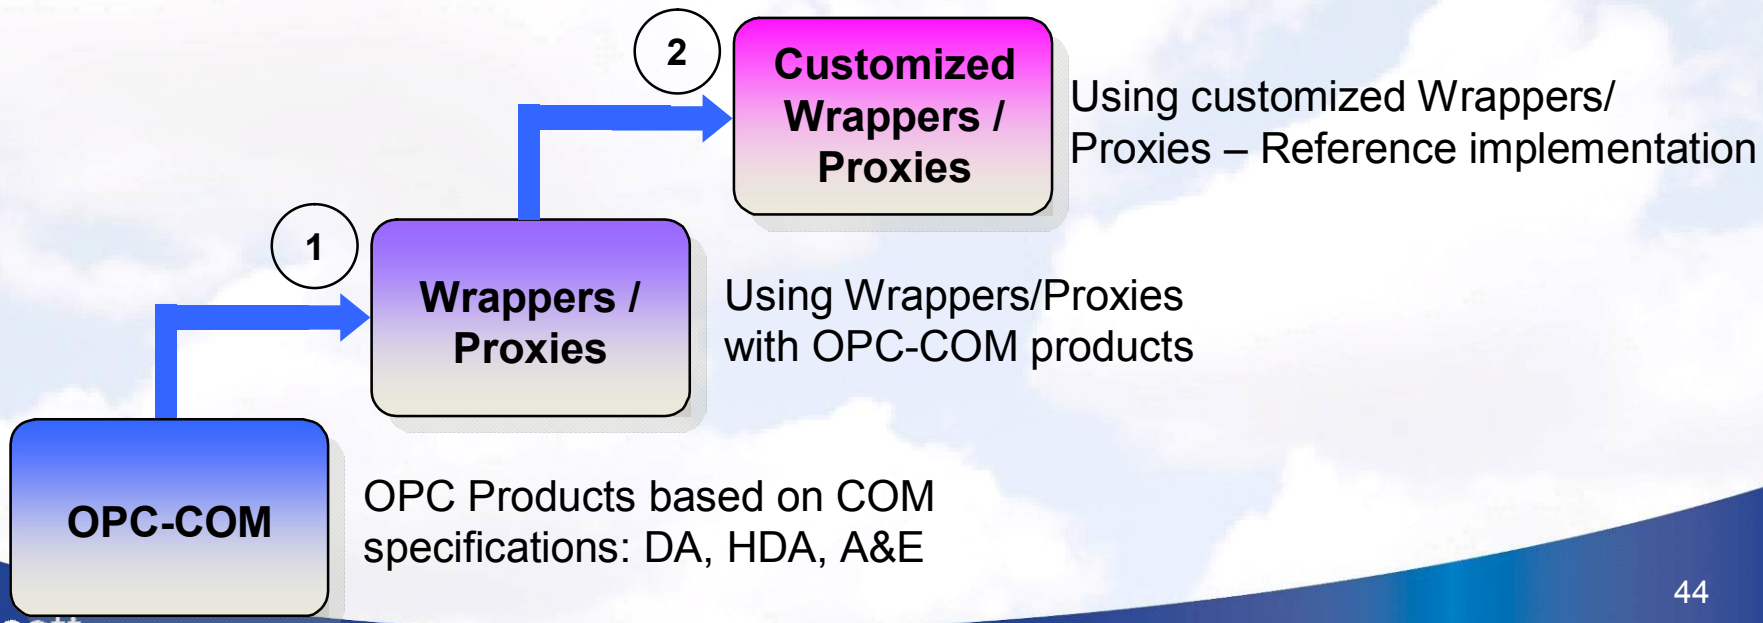 2
Customized
Wrappers /
Proxies
Using customized Wrappers/
Proxies – Reference implementation
1
Wrappers /
Proxies
Using Wrappers/Proxies
with OPC-COM products
OPC-COM
OPC Products based on COM
specifications: DA, HDA, A&E
44